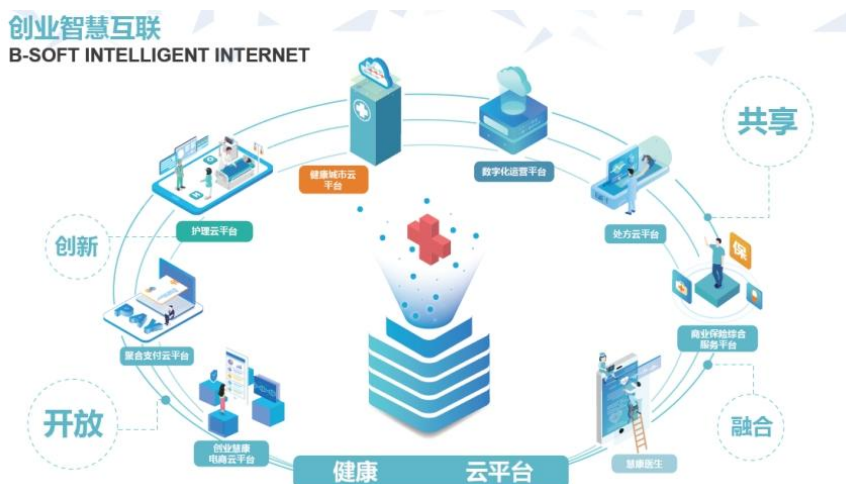 创业智慧互联
B-SOFT INTELLIGENT INTERNET
共享
健康城市云
平台
数字化运营平台
护理云平台
处方云平台
创新
保
商业保险综合
服务平台
PAY
聚合支付云平台
开放
融合
创业慧康
电商云平台
慧康医生
健康 云平台